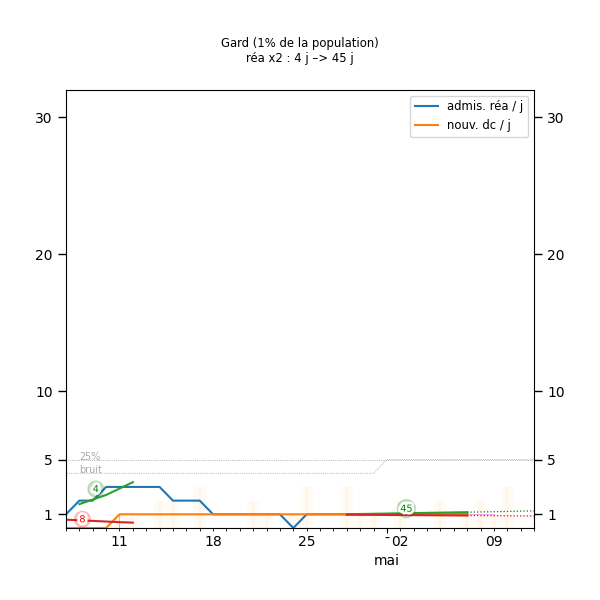 Gard (1% de la population)
réa x2 : 4 j –> 45 j
admis. réa / j
nouv. dc / j
30 30
20 20
10 10
5 5
1 1
25%
bruit
4
8
45
11 18 25 02 09
mai